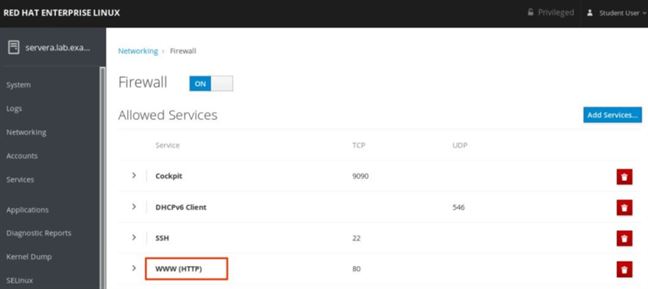 RED HAT ENTERPRISE LINUX
Privileged
Student User
servera.lab.exa...
Networking
Firewall
System
Logs
Networking
Accounts
Services
Applications
Diagnostic Reports
Kernel Dump
SELinux
Firewall ON
Allowed Services
Add Services...
Service TCP UDP
Cockpit 9090
DHCPv6 Client 546
SSH 22
WWW (HTTP) 80